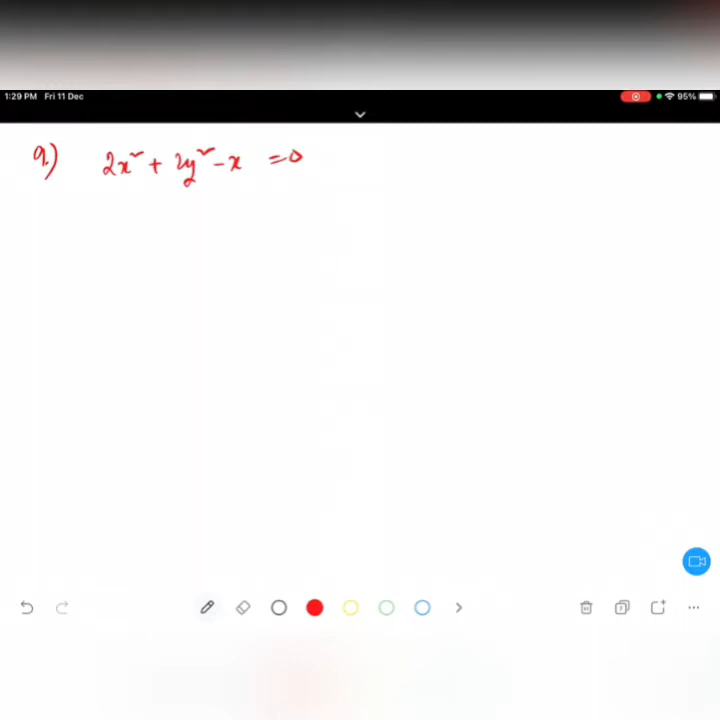 1:29 PM Fri 11 Dec 95%
9) 2x² + 2y² - x = 0